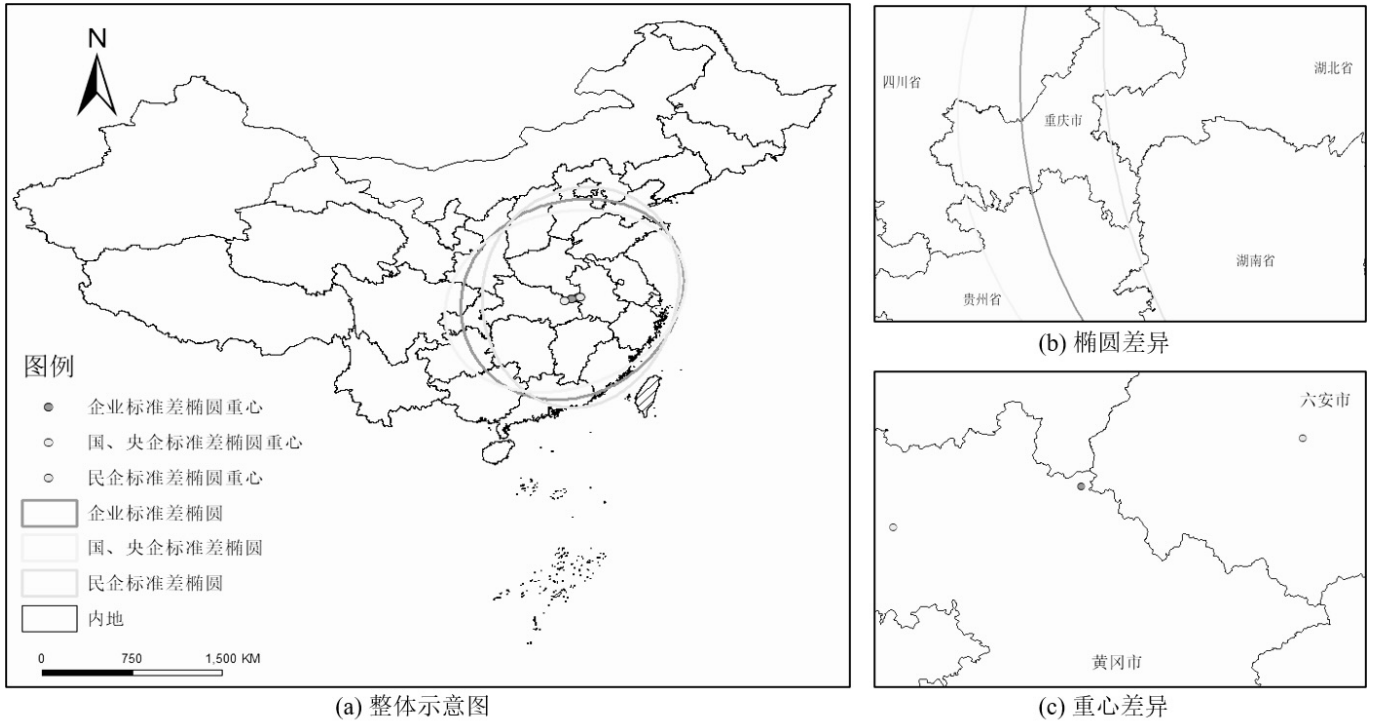 N
图例
企业标准差椭圆重心
国、央企标准差椭圆重心
民企标准差椭圆重心
企业标准差椭圆
国、央企标准差椭圆
民企标准差椭圆
内地
0 750 1,500 KM
(a) 整体示意图
四川省
湖北省
重庆市
湖南省
贵州省
(b) 椭圆差异
六安市
黄冈市
(c) 重心差异